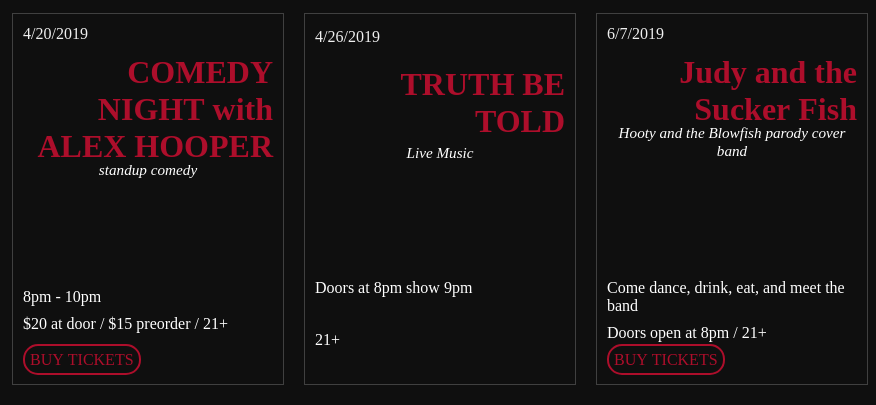 4/20/2019
COMEDY
NIGHT with
ALEX HOOPER
standup comedy
8pm - 10pm
$20 at door / $15 preorder / 21+
BUY TICKETS
4/26/2019
TRUTH BE
TOLD
Live Music
Doors at 8pm show 9pm
21+
6/7/2019
Judy and the
Sucker Fish
Hooty and the Blowfish parody cover
band
Come dance, drink, eat, and meet the
band
Doors open at 8pm / 21+
BUY TICKETS